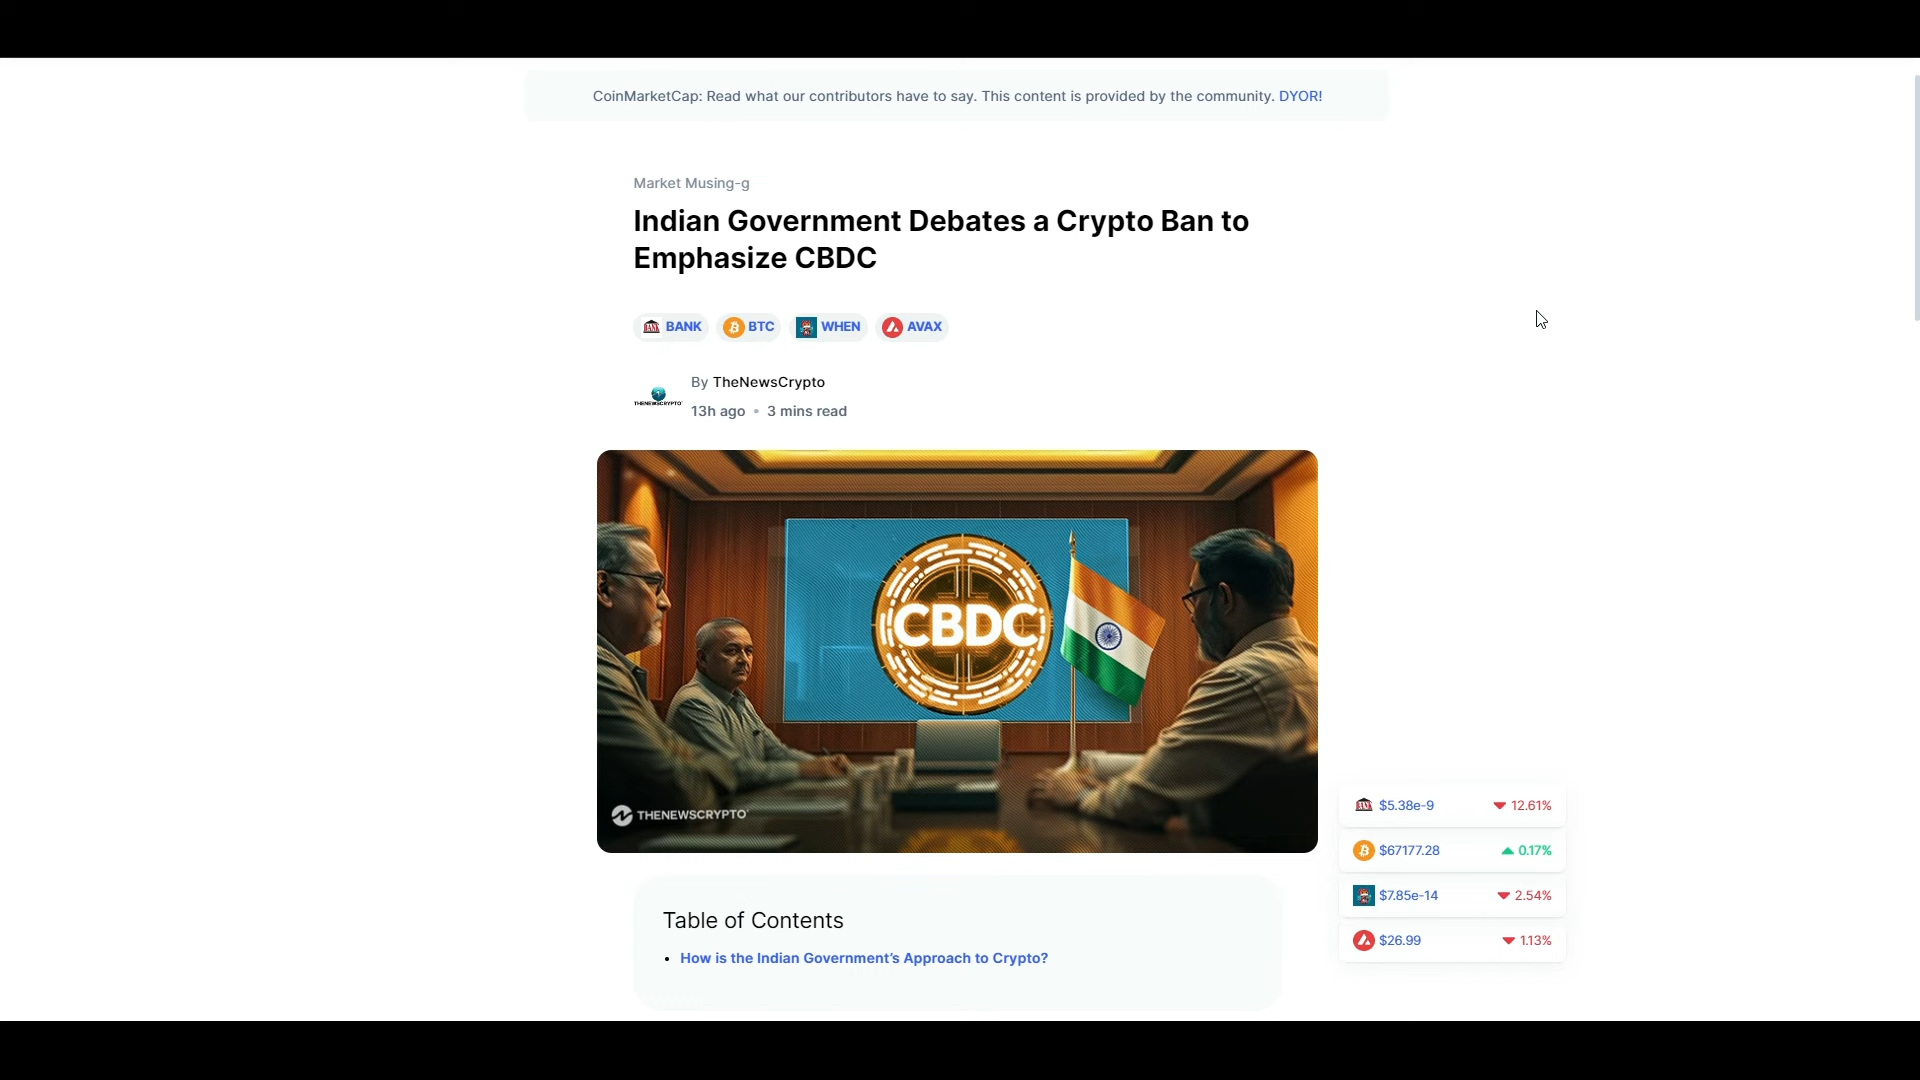 CoinMarketCap: Read what our contributors have to say. This content is provided by the community. DYOR!
Market Musing-g
Indian Government Debates a Crypto Ban to
Emphasize CBDC
BANK BTC WHEN AVAX
By TheNewsCrypto
THENEWSCRYPTO
13h ago • 3 mins read
CBDC
THENEWSCRYPTO
$5.38e-9 12.61%
$67177.28 0.17%
$7.85e-14 2.54%
$26.99 1.13%
Table of Contents
• How is the Indian Government’s Approach to Crypto?